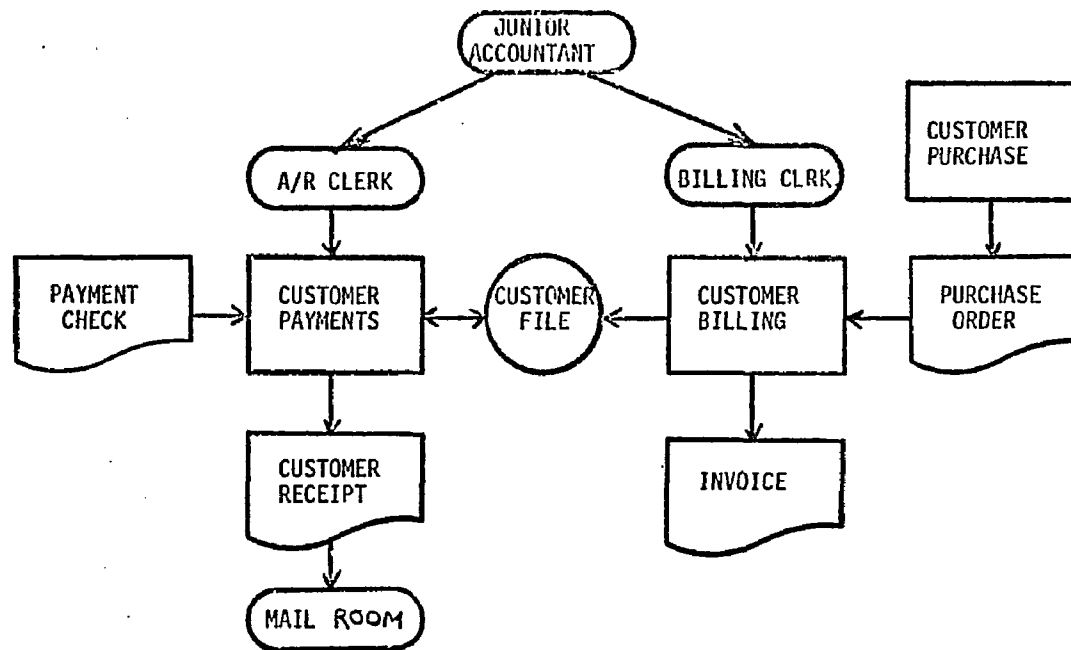 JUNIOR
ACCOUNTANT
CUSTOMER
PURCHASE
A/R CLERK
BILLING CLRK
PAYMENT
CHECK
CUSTOMER
PAYMENTS
CUSTOMER
FILE
CUSTOMER
BILLING
PURCHASE
ORDER
CUSTOMER
RECEIPT
INVOICE
MAIL ROOM